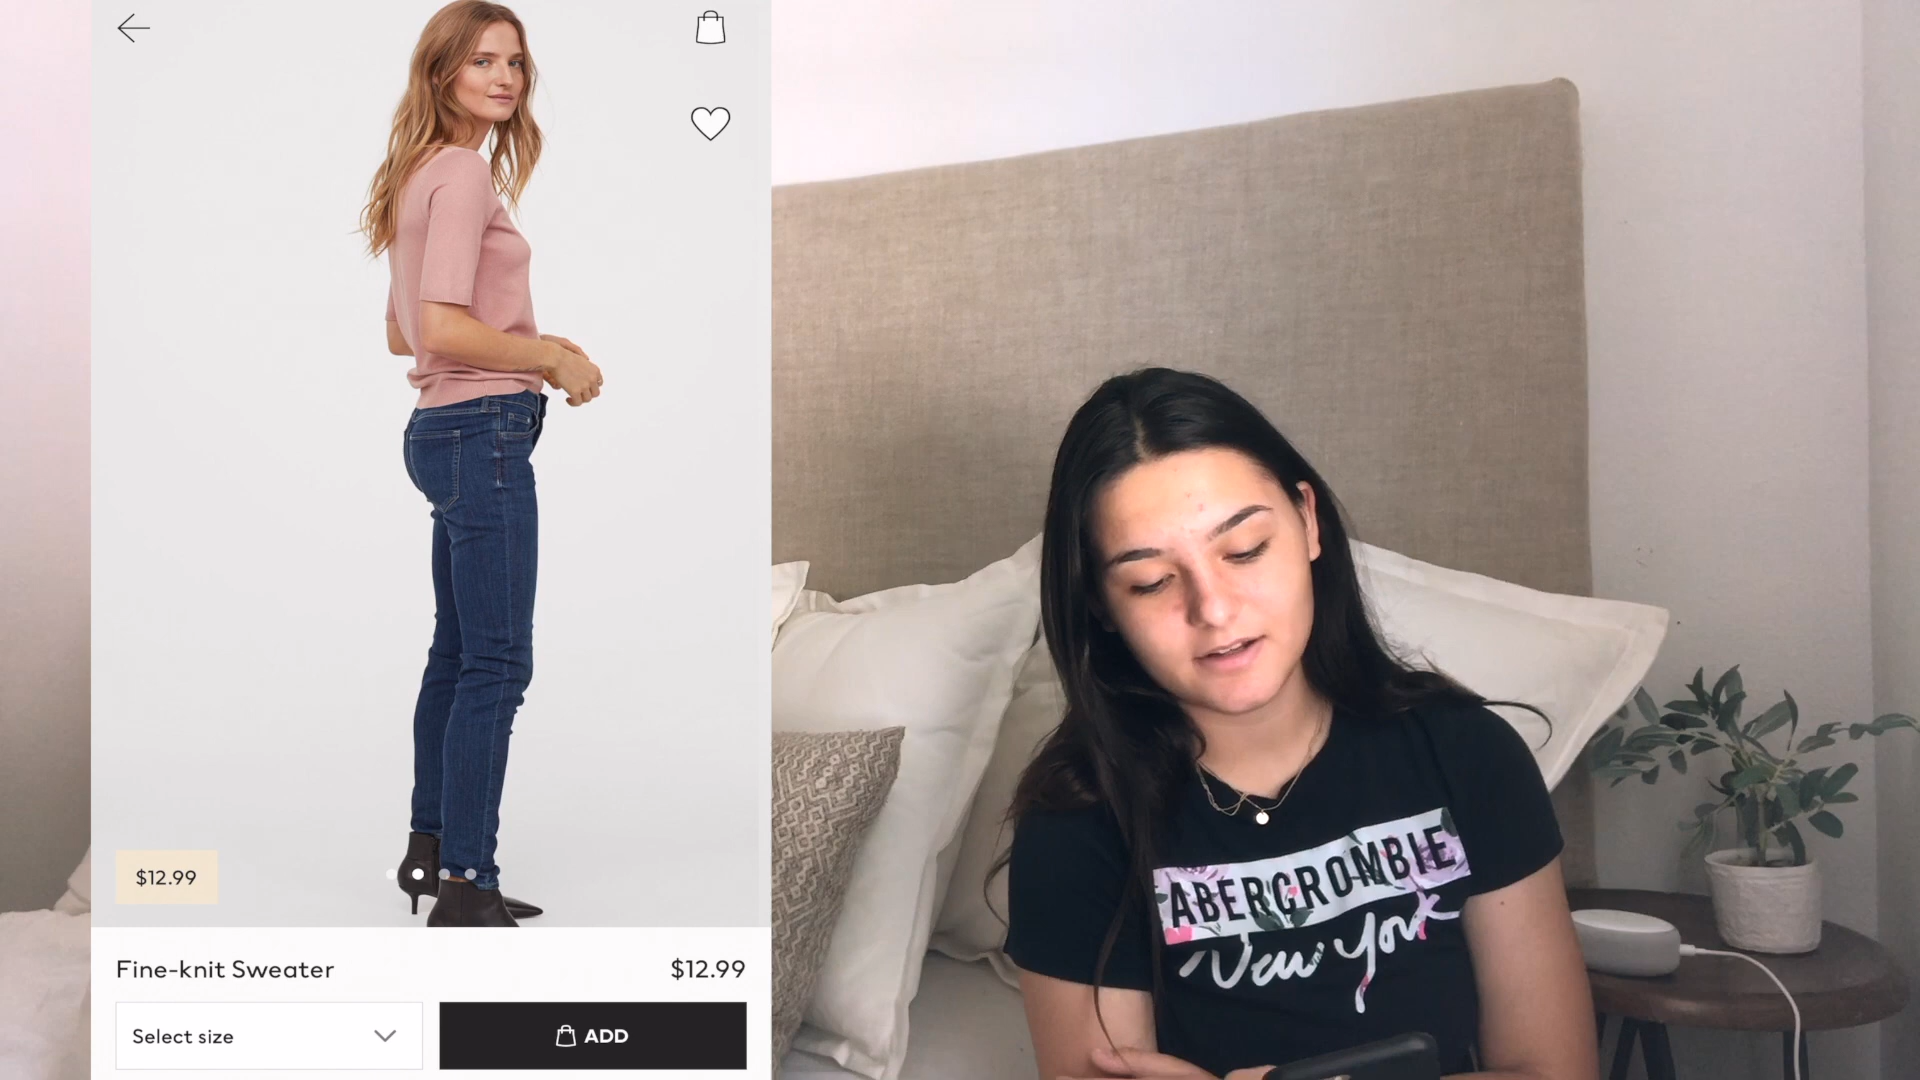 $12.99
Fine-knit Sweater
$12.99
Select size
ADD
ABERCROMBIE
New York